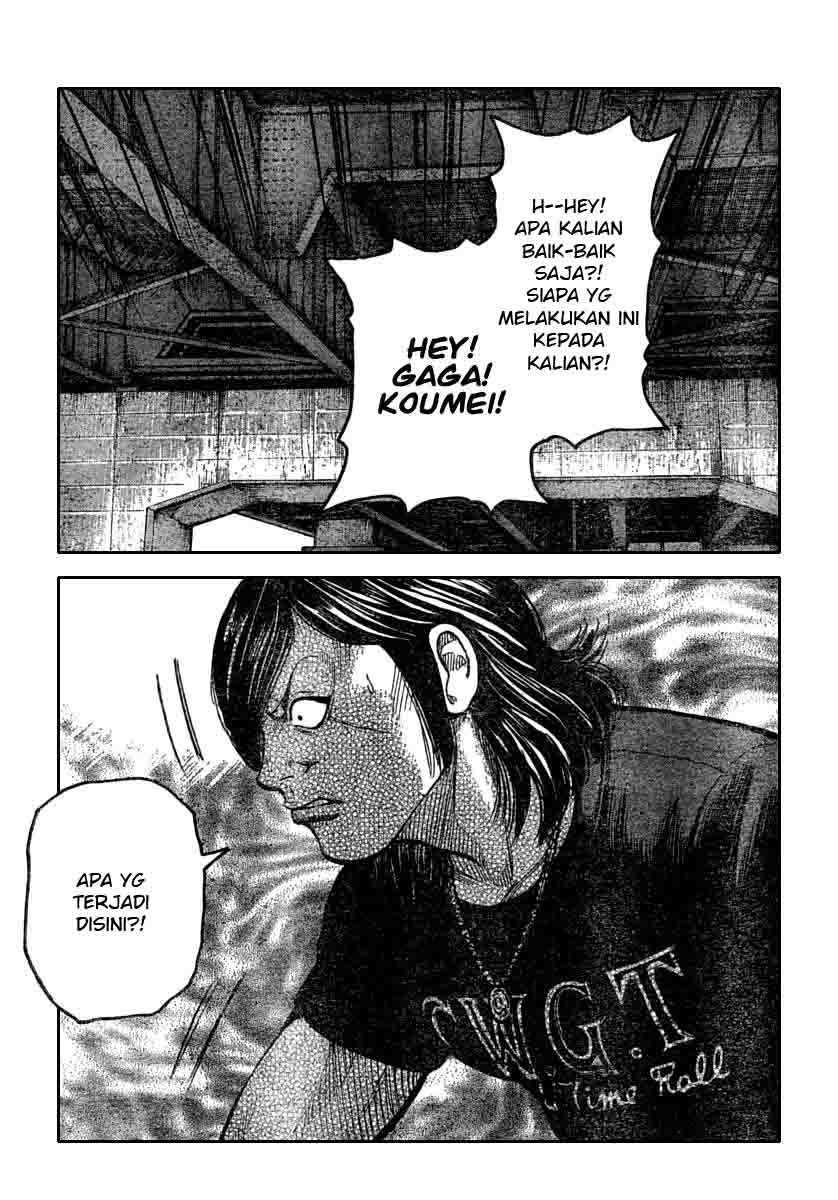 H--HEY!
APA KALIAN
BAIK-BAIK
SAJA?!
SIAPA YG
MELAKUKAN INI
KEPADA
KALIAN?!
HEY!
GAGA!
KOUMEI!
APA YG
TERJADI
DISINI?!
WG.T
Time Roll